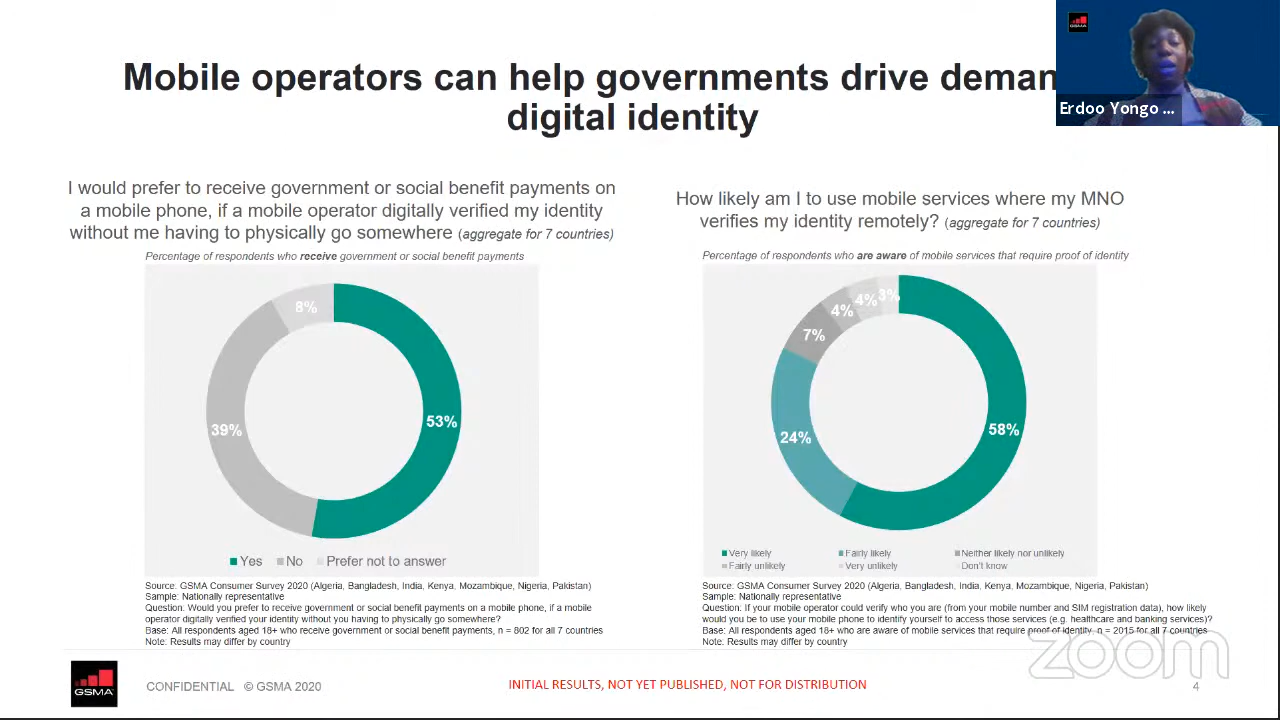 Mobile operators can help governments drive deman
digital identity
GSMA
Erdoo Yongo ...
I would prefer to receive government or social benefit payments on
a mobile phone, if a mobile operator digitally verified my identity
without me having to physically go somewhere (aggregate for 7 countries)
Percentage of respondents who receive government or social benefit payments
8%
53%
39%
Yes No Prefer not to answer
Source: GSMA Consumer Survey 2020 (Algeria, Bangladesh, India, Kenya, Mozambique, Nigeria, Pakistan)
Sample: Nationally representative
Question: Would you prefer to receive government or social benefit payments on a mobile phone, if a mobile
operator digitally verified your identity without you having to physically go somewhere?
Base: All respondents aged 18+ who receive government or social benefit payments, n = 802 for all 7 countries
Note: Results may differ by country
How likely am I to use mobile services where my MNO
verifies my identity remotely? (aggregate for 7 countries)
Percentage of respondents who are aware of mobile services that require proof of identity
3%
4%
4%
7%
24%
58%
Very likely Fairly likely Neither likely nor unlikely
Fairly unlikely Very unlikely Don't know
Source: GSMA Consumer Survey 2020 (Algeria, Bangladesh, India, Kenya, Mozambique, Nigeria, Pakistan)
Sample: Nationally representative
Question: If your mobile operator could verify who you are (from your mobile number and SIM registration data), how likely
would you be to use your mobile phone to identify yourself to access those services (e.g. healthcare and banking services)?
Base: All respondents aged 18+ who are aware of mobile services that require proof of identity, n = 2015 for all 7 countries
Note: Results may differ by country
zoom
GSMA
CONFIDENTIAL © GSMA 2020
INITIAL RESULTS, NOT YET PUBLISHED, NOT FOR DISTRIBUTION
4